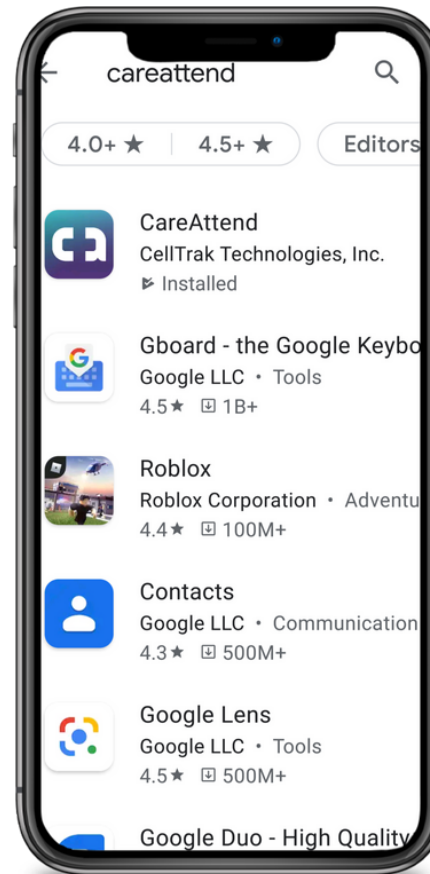 careattend
4.0+ ★ 4.5+ ★ Editors
ca
CareAttend
CellTrak Technologies, Inc.
Installed
G
Gboard - the Google Keybo
Google LLC • Tools
4.5★ 1B+
Roblox
Roblox Corporation • Adventu
4.4★ 100M+
Contacts
Google LLC • Communication
4.3★ 500M+
Google Lens
Google LLC • Tools
4.5★ 500M+
Google Duo - High Quality